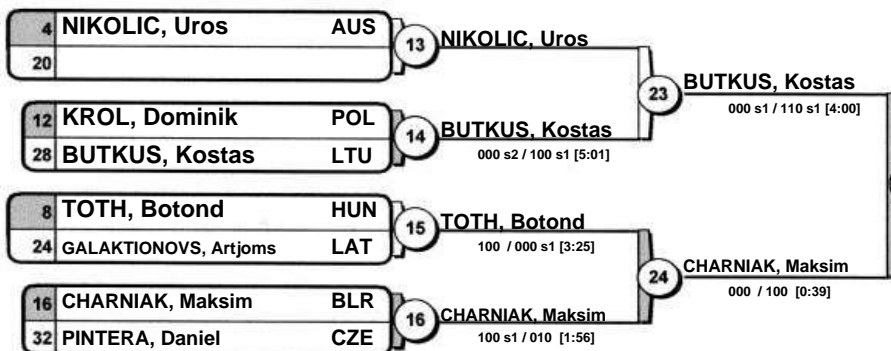 4 NIKOLIC, Uros AUS
20
13 NIKOLIC, Uros
12 KROL, Dominik POL
28 BUTKUS, Kostas LTU
14 BUTKUS, Kostas
000 s2 / 100 s1 [5:01]
23 BUTKUS, Kostas
000 s1 / 110 s1 [4:00]
8 TOTH, Botond HUN
24 GALAKTIONOVS, Artjoms LAT
15 TOTH, Botond
100 / 000 s1 [3:25]
16 CHARNIAK, Maksim BLR
32 PINTERA, Daniel CZE
16 CHARNIAK, Maksim
100 s1 / 010 [1:56]
24 CHARNIAK, Maksim
000 / 100 [0:39]